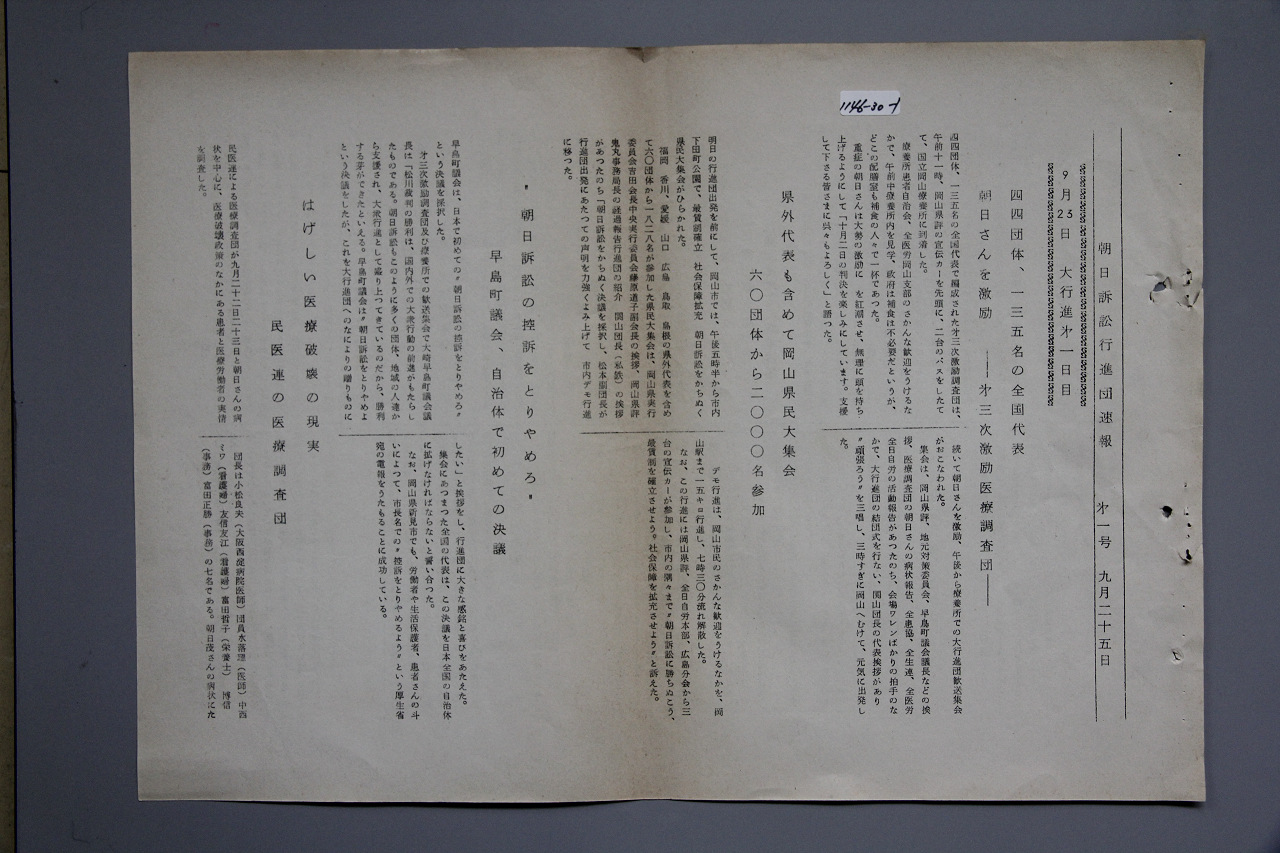 1146-30-1
朝日訴訟行進団速報　才一号　九月二十五日
9月23日　大行進才一日目
四四団体、一三五名の全国代表
朝日さんを激励　――才三次激励医療調査団――
四四団体、一三五名の全国代表で編成された才三次激励調査団は、
午前十一時、岡山県評の宣伝カーを先頭に、二台のバスをしたて
て、国立岡山療養所に到着した。
療養所患者自治会、全医労岡山支部のさかんな歓迎をうけるな
かで、午前中療養所内を見学、政府は補食は不必要だというが、
どこの配膳室も補食の人々で一杯であつた。
重症の朝日さんは大勢の激励に　を紅潮させ、無理に頭を持ち
上げるようにして「十月二日の判決を楽しみにしています。支援
して下さる皆さまに呉々もよろしく」と語つた。
続いて朝日さんを激励、午後から療養所での大行進団歓送集会
がおこなわれた。
集会は、岡山県評、地元対策委員会、早島町議会議長などの挨
拶、医療調査団の朝日さんの病状報告、全患協、全生連、全医労
全日自労の活動報告があつたのち、会場ワレンばかりの拍手のな
かで、大行進団の結団式を行ない、関山団長の代表挨拶があり
〃頑張ろう〃を三唱し、三時すぎに岡山へむけて、元気に出発し
た。
県外代表も含めて岡山県民大集会
六〇団体から二〇〇〇名参加
明日の行進団出発を前にして、岡山市では、午後五時半から市内
下田町公園で、最賃制確立　社会保障拡充　朝日訴訟をかちぬく
県民大集会がひらかれた。
福岡　香川、愛媛　山口　広島　鳥取　島根の県外代表を含め
て六〇団体から一八二八名が参加した県民大集会は、岡山県実行
委員会吉田会長中央実行委員会藤原道子副会長の挨拶、岡山県評
鬼丸事務局長の経過報告行進団の紹介　関山団長（私鉄）の挨拶
があつたのち「朝日訴訟をかちぬく決議を採択し、松本副団長が
行進団出発にあたつての声明を力強くよみ上げて　市内デモ行進
に移つた。
デモ行進は、岡山市民のさかんな歓迎をうけるなかを、岡
山駅まで一五キロ行進し、七時三〇分流れ解散した。
なお、この行進には岡山県評、全日自労本部、広島分会から三
台の宣伝カーが参加し、市内の隅々まで〃朝日訴訟に勝ちぬこう、
最賃制を確立させよう。社会保障を拡充させよう〃と訴えた。
〃朝日訴訟の控訴をとりやめろ〃
早島町議会、自治体で初めての決議
早島町議会は、日本で初めての〃朝日訴訟の控訴をとりやめろ〃
という決議を採択した。
才三次激励調査団及び療養所での歓送集会で大崎早島町議会議
長は「松川裁判の勝利は、国内外での大衆行動の前進がもたらし
たものである。朝日訴訟もこのように多くの団体、地域の人達か
ら支援され、大衆行進として盛り上つてきているのだから、勝利
する芽がでてきたといえる。早島町議会は〃朝日訴訟をとりやめよ
という決議をしたが、これを大行進団へのなによりの贈りものに
したい」と挨拶をし、行進団に大きな感銘と喜びをあたえた。
集会にあつまつた全国の代表は、この決議を日本全国の自治体
に拡げなければならないと誓い合つた。
なお、岡山県新見市でも、労働者や生活保護者、患者さんの斗
いによつて、市長名での〃控訴をとりやめるよう〃という厚生省
宛の電報をうたもることに成功している。
はげしい医療破壊の現実
民医連の医療調査団
民医連による医療調査団が九月二十二日二十三日と朝日さんの病
状を中心に、医療破壊政策のなかにある患者と医療労働者の実情
を調査した。
団長は小松良夫（大阪西淀病院医師）団員水落理（医師）中西
ミワ（看護婦）友信友江（看護婦）富田哲子（栄養士）　博信
（事務）富田正勝（事務）の七名である。朝日茂さんの病状にた